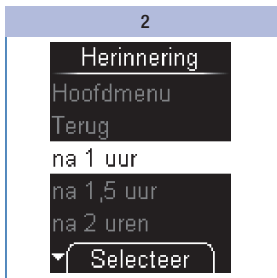 2
Herinnering
Hoofdmenu
Terug
na 1 uur
na 1,5 uur
na 2 uren
Selecteer